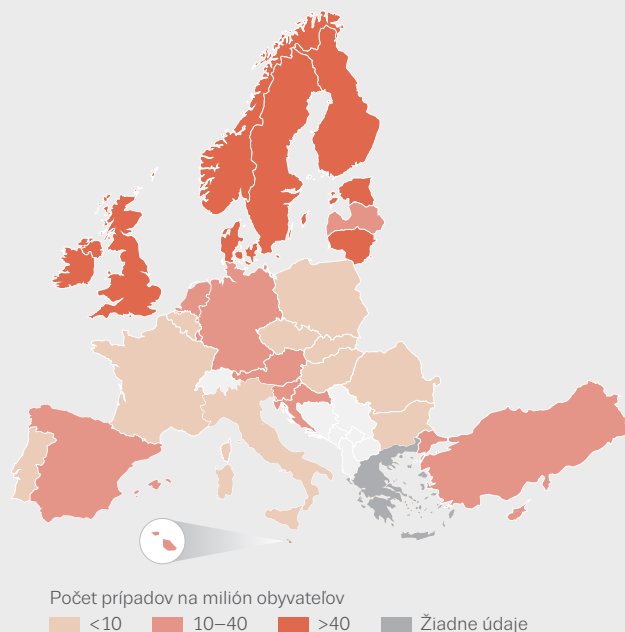 Počet prípadov na milión obyvateľov
<10 10–40 >40 Žiadne údaje